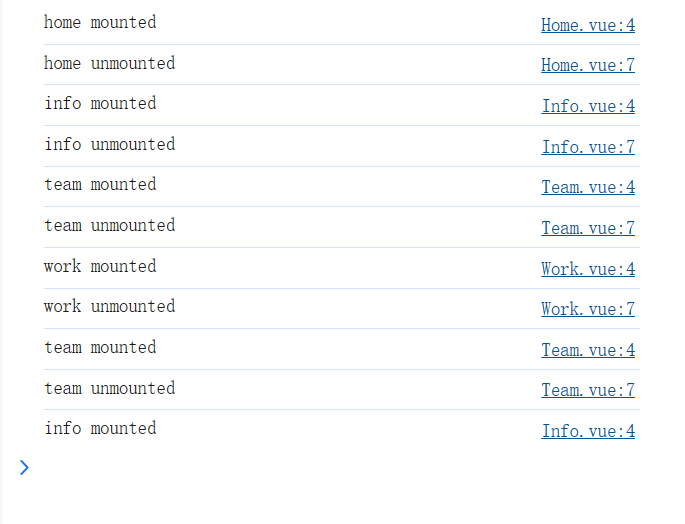 home mounted Home.vue:4
home unmounted Home.vue:7
info mounted Info.vue:4
info unmounted Info.vue:7
team mounted Team.vue:4
team unmounted Team.vue:7
work mounted Work.vue:4
work unmounted Work.vue:7
team mounted Team.vue:4
team unmounted Team.vue:7
info mounted Info.vue:4